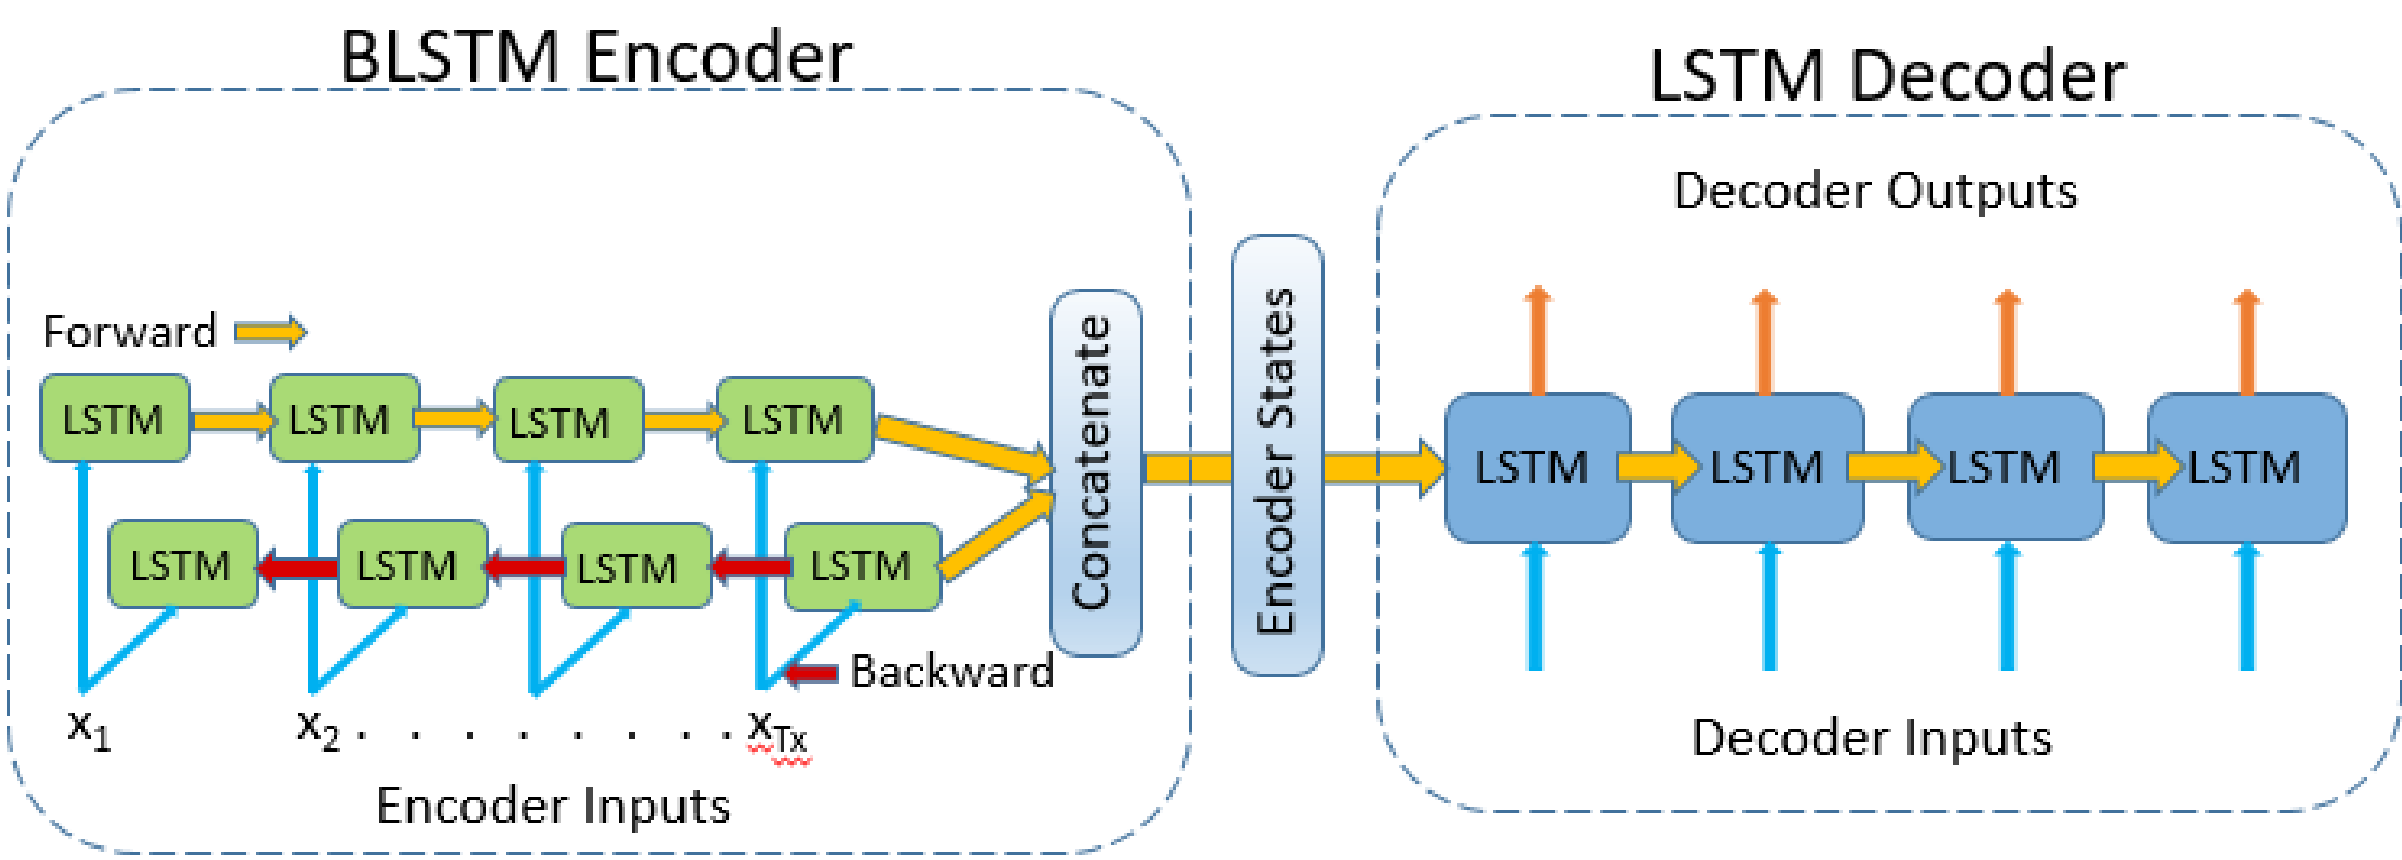 BLSTM Encoder
LSTM Decoder
Decoder Outputs
Forward
LSTM LSTM LSTM LSTM
LSTM LSTM LSTM LSTM
Concatenate
Encoder States
LSTM LSTM LSTM LSTM
Backward
x1 x2 . . . . . . . . xTx
Encoder Inputs
Decoder Inputs